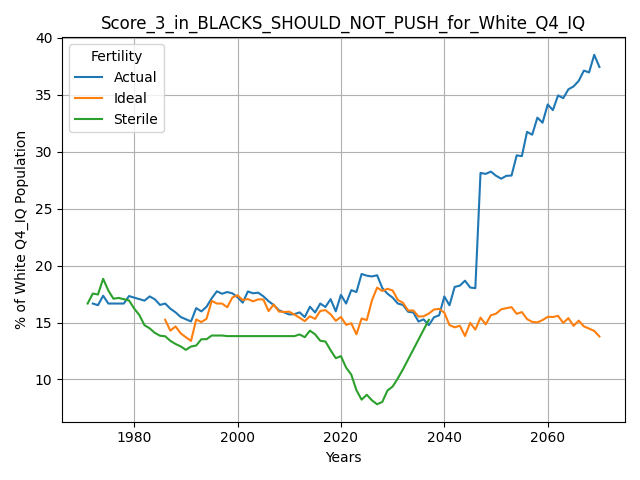 Score_3_in_BLACKS_SHOULD_NOT_PUSH_for_White_Q4_IQ
% of White Q4_IQ Population
40
35
30
25
20
15
10
Fertility
Actual
Ideal
Sterile
1980
2000
2020
2040
2060
Years